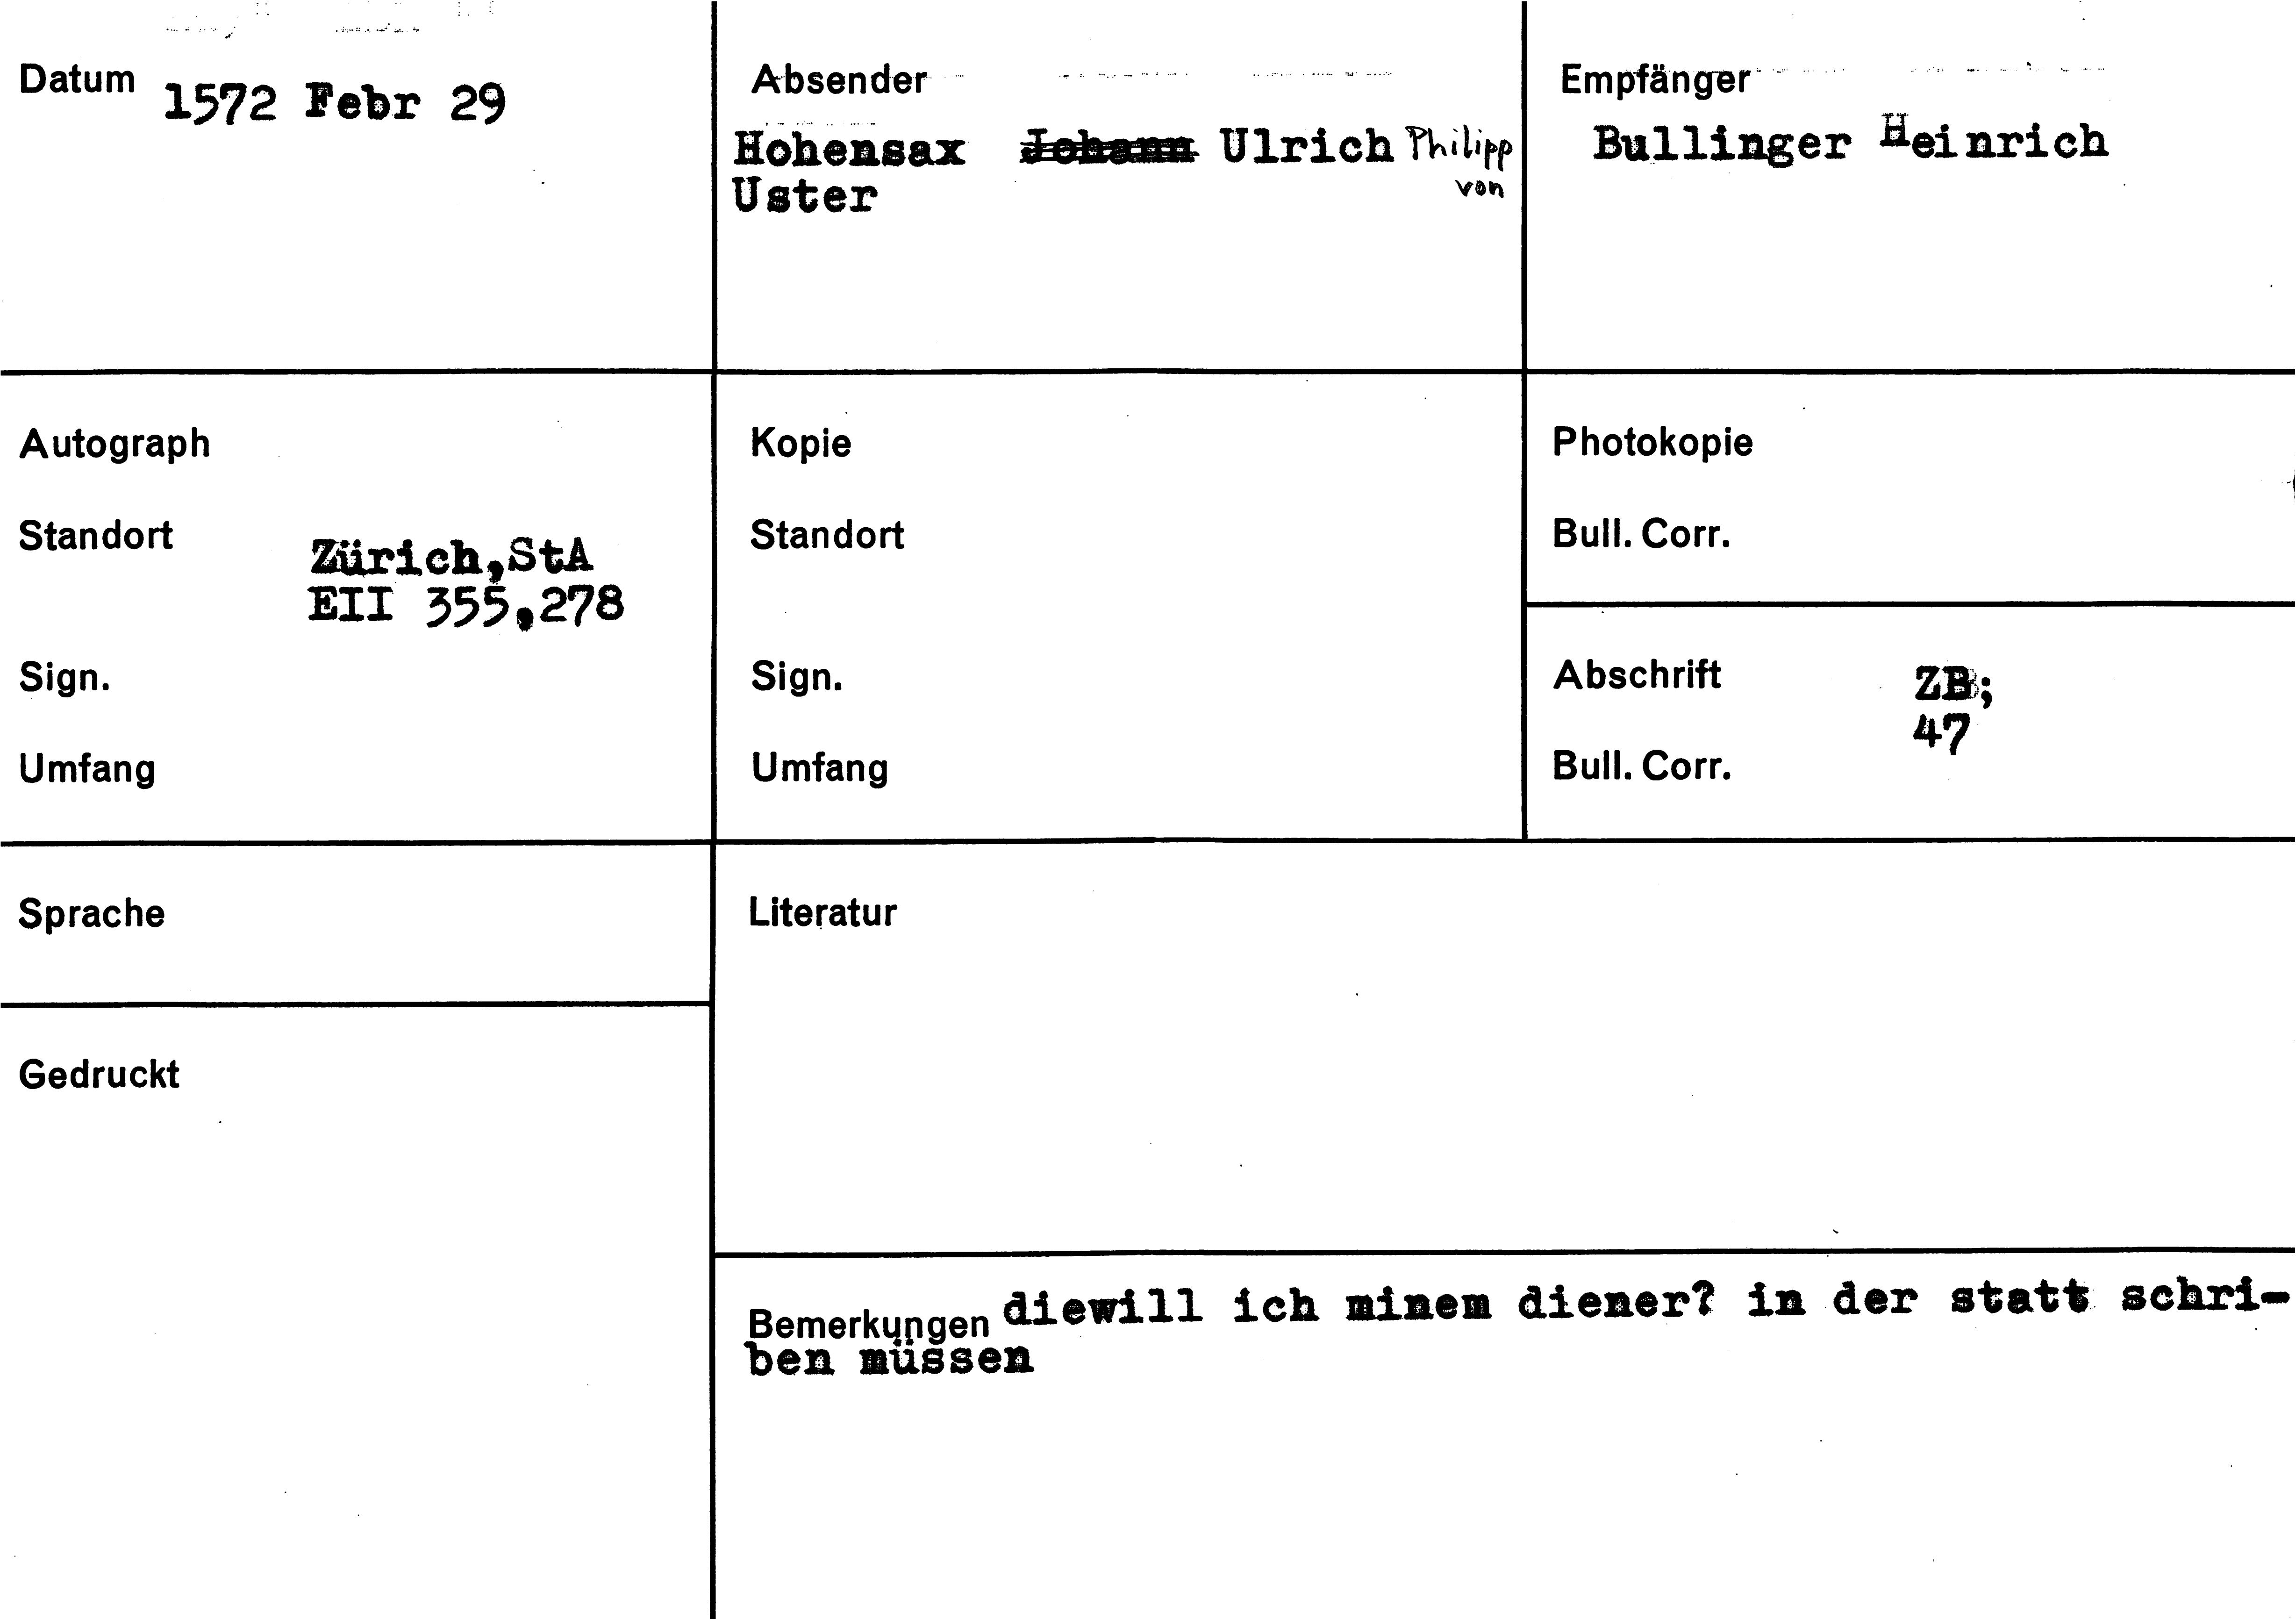 Datum 1572 Febr 29
Absender
Hohensax Johann Ulrich Philipp
von
Uster
Empfänger
Bullinger Heinrich
Autograph
Standort Zürich,StA
EII 355,278
Sign.
Umfang
Kopie
Standort
Sign.
Umfang
Photokopie
Bull. Corr.
Abschrift ZB;
47
Bull. Corr.
Sprache
Gedruckt
Literatur
Bemerkungen diewill ich minem diener? in der statt schri-
ben müssen